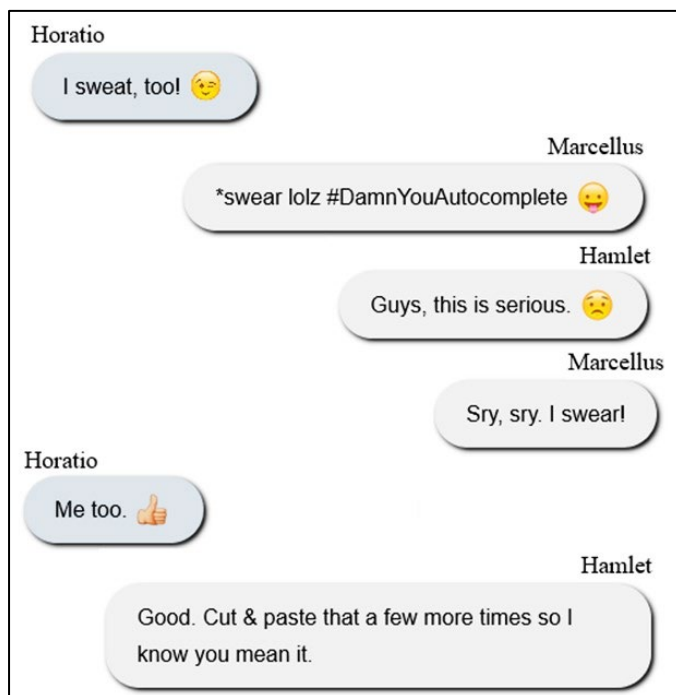 Horatio
I sweat, too! 😉
Marcellus
*swear lolz #DamnYouAutocomplete 😛
Hamlet
Guys, this is serious. 😟
Marcellus
Sry, sry. I swear!
Horatio
Me too. 👍
Hamlet
Good. Cut & paste that a few more times so I
know you mean it.